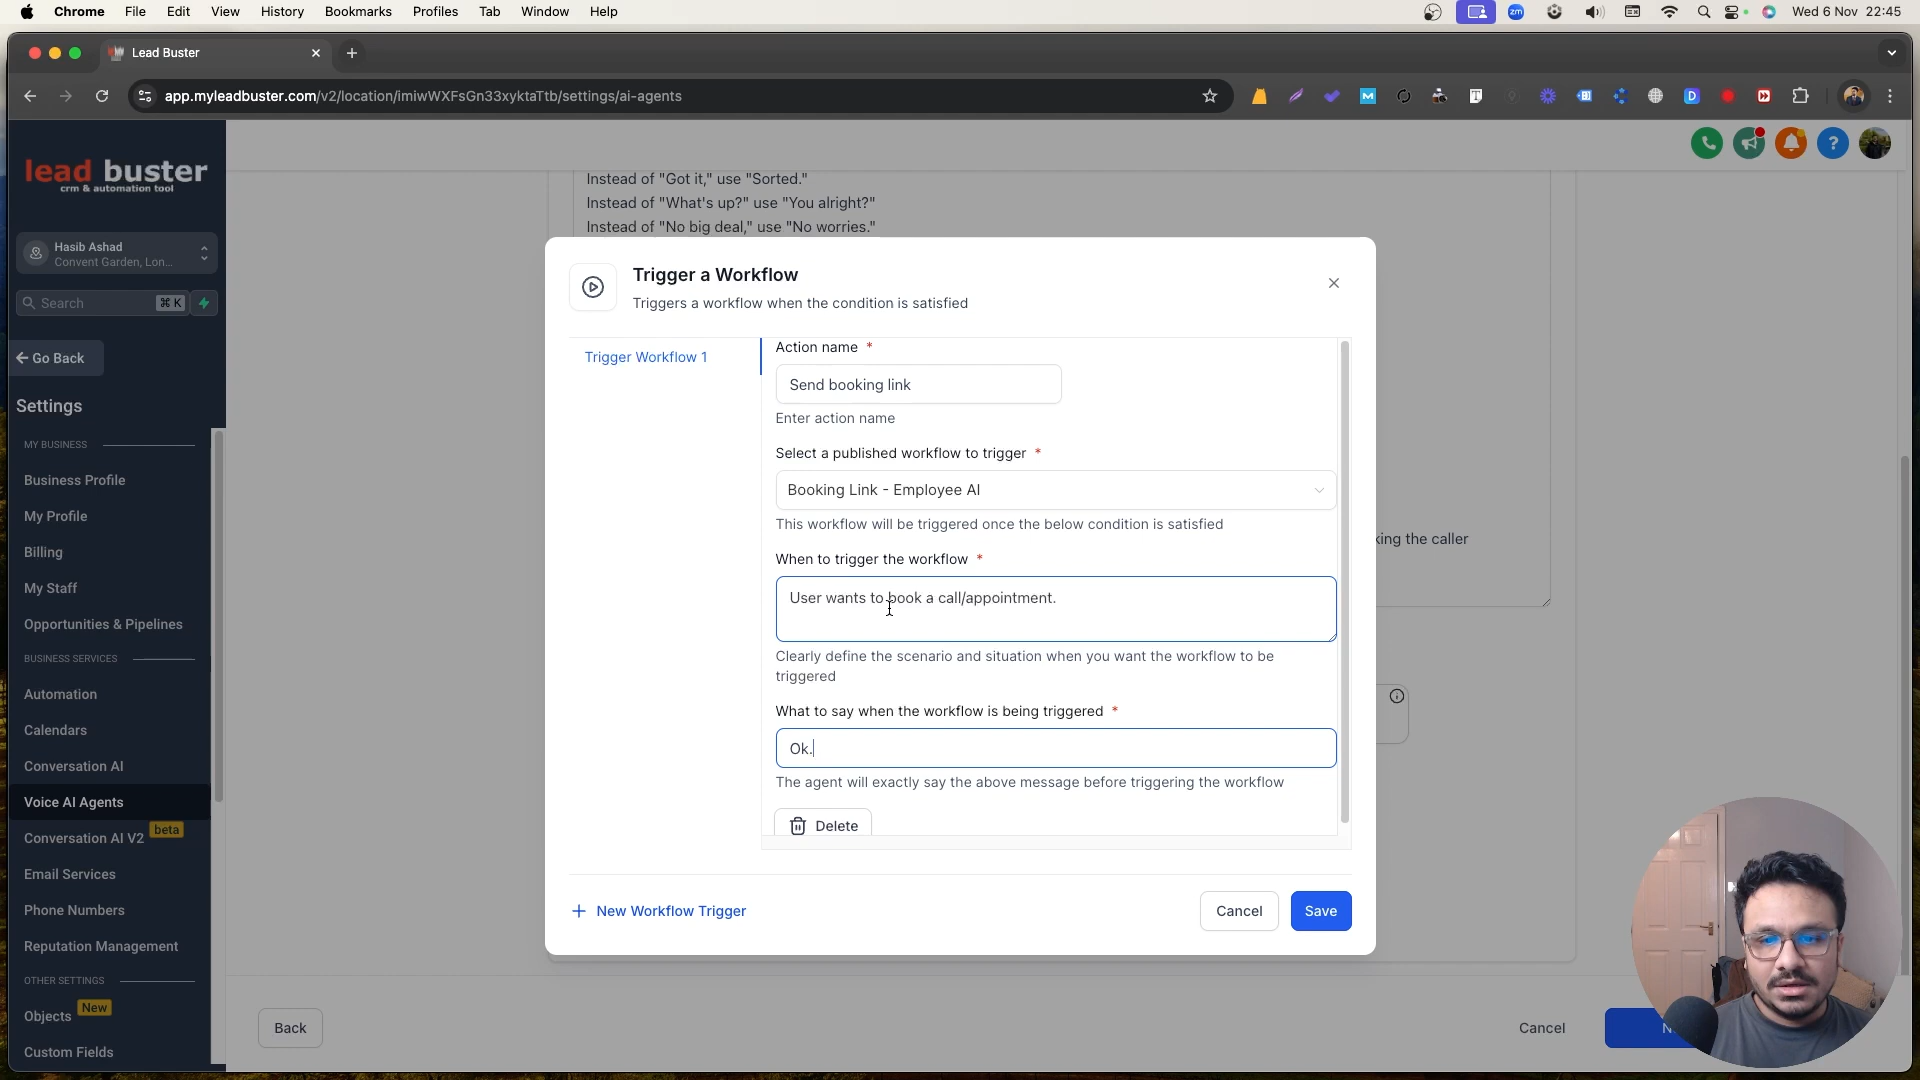 Chrome File Edit View History Bookmarks Profiles Tab Window Help
zm
Wed 6 Nov 22:45
Lead Buster
app.myleadbuster.com/v2/location/imiwWXFsGn33xyktaTtb/settings/ai-agents
lead buster
crm & automation tool
Hasib Ashad
Convent Garden, Lon...
Search ⌘ K
Go Back
Settings
MY BUSINESS
Business Profile
My Profile
Billing
My Staff
Opportunities & Pipelines
BUSINESS SERVICES
Automation
Calendars
Conversation AI
Voice AI Agents
Conversation AI V2 beta
Email Services
Phone Numbers
Reputation Management
OTHER SETTINGS
Objects New
Custom Fields
Instead of "Got it," use "Sorted."
Instead of "What's up?" use "You alright?"
Instead of "No big deal," use "No worries."
king the caller
Trigger a Workflow
Triggers a workflow when the condition is satisfied
Trigger Workflow 1
Action name *
Send booking link
Enter action name
Select a published workflow to trigger *
Booking Link - Employee AI
This workflow will be triggered once the below condition is satisfied
When to trigger the workflow *
User wants to book a call/appointment.
Clearly define the scenario and situation when you want the workflow to be
triggered
What to say when the workflow is being triggered *
Ok.
The agent will exactly say the above message before triggering the workflow
Delete
+ New Workflow Trigger
Cancel
Save
Back
Cancel